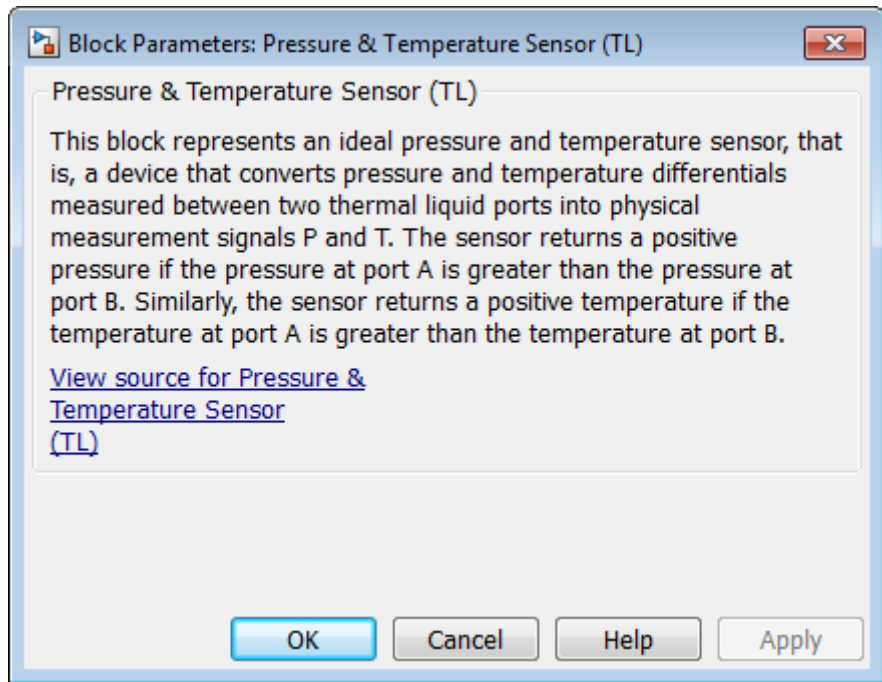 Block Parameters: Pressure & Temperature Sensor (TL)
Pressure & Temperature Sensor (TL)
This block represents an ideal pressure and temperature sensor, that
is, a device that converts pressure and temperature differentials
measured between two thermal liquid ports into physical
measurement signals P and T. The sensor returns a positive
pressure if the pressure at port A is greater than the pressure at
port B. Similarly, the sensor returns a positive temperature if the
temperature at port A is greater than the temperature at port B.
View source for Pressure &
Temperature Sensor
(TL)
OK Cancel Help Apply